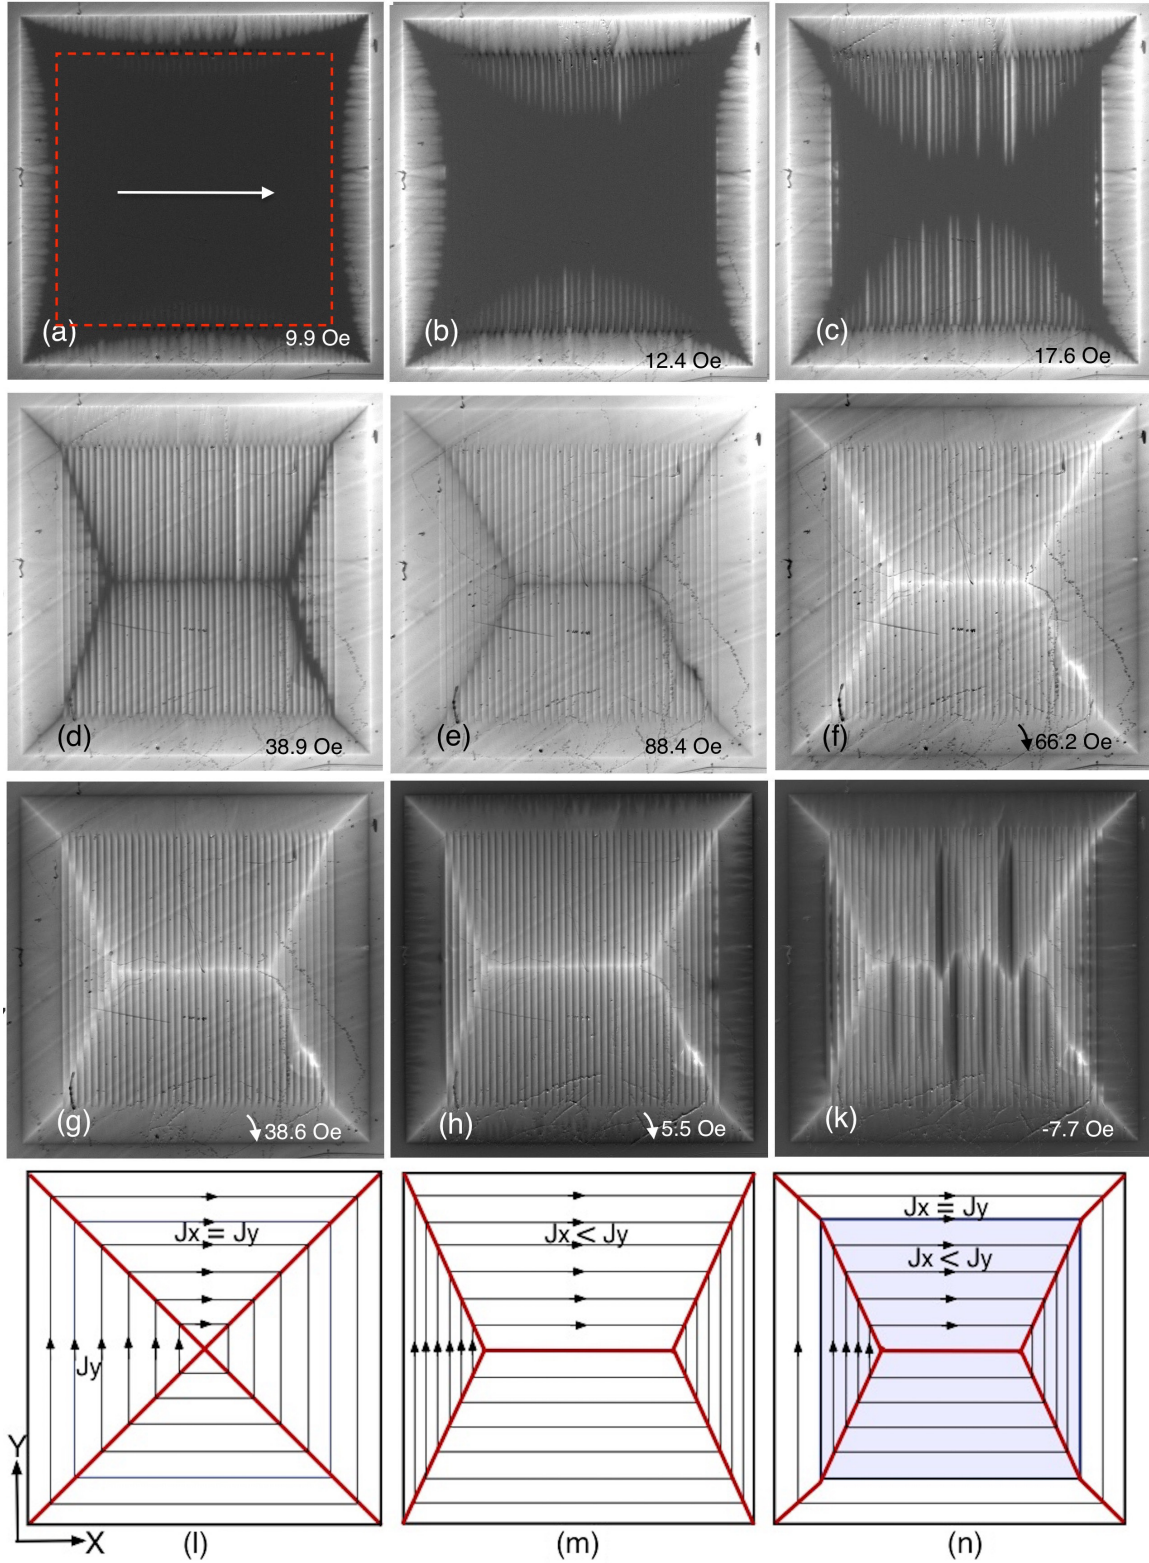 (a)
9.9 Oe
(b)
12.4 Oe
(c)
17.6 Oe
(d)
38.9 Oe
(e)
88.4 Oe
(f)
66.2 Oe
(g)
38.6 Oe
(h)
5.5 Oe
(k)
-7.7 Oe
Jx = Jy
Jy
Y
X
(l)
Jx < Jy
(m)
Jx = Jy
Jx < Jy
(n)